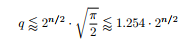 q ⪅ 2^{n/2} · √(π/2) ⪅ 1.254 · 2^{n/2}